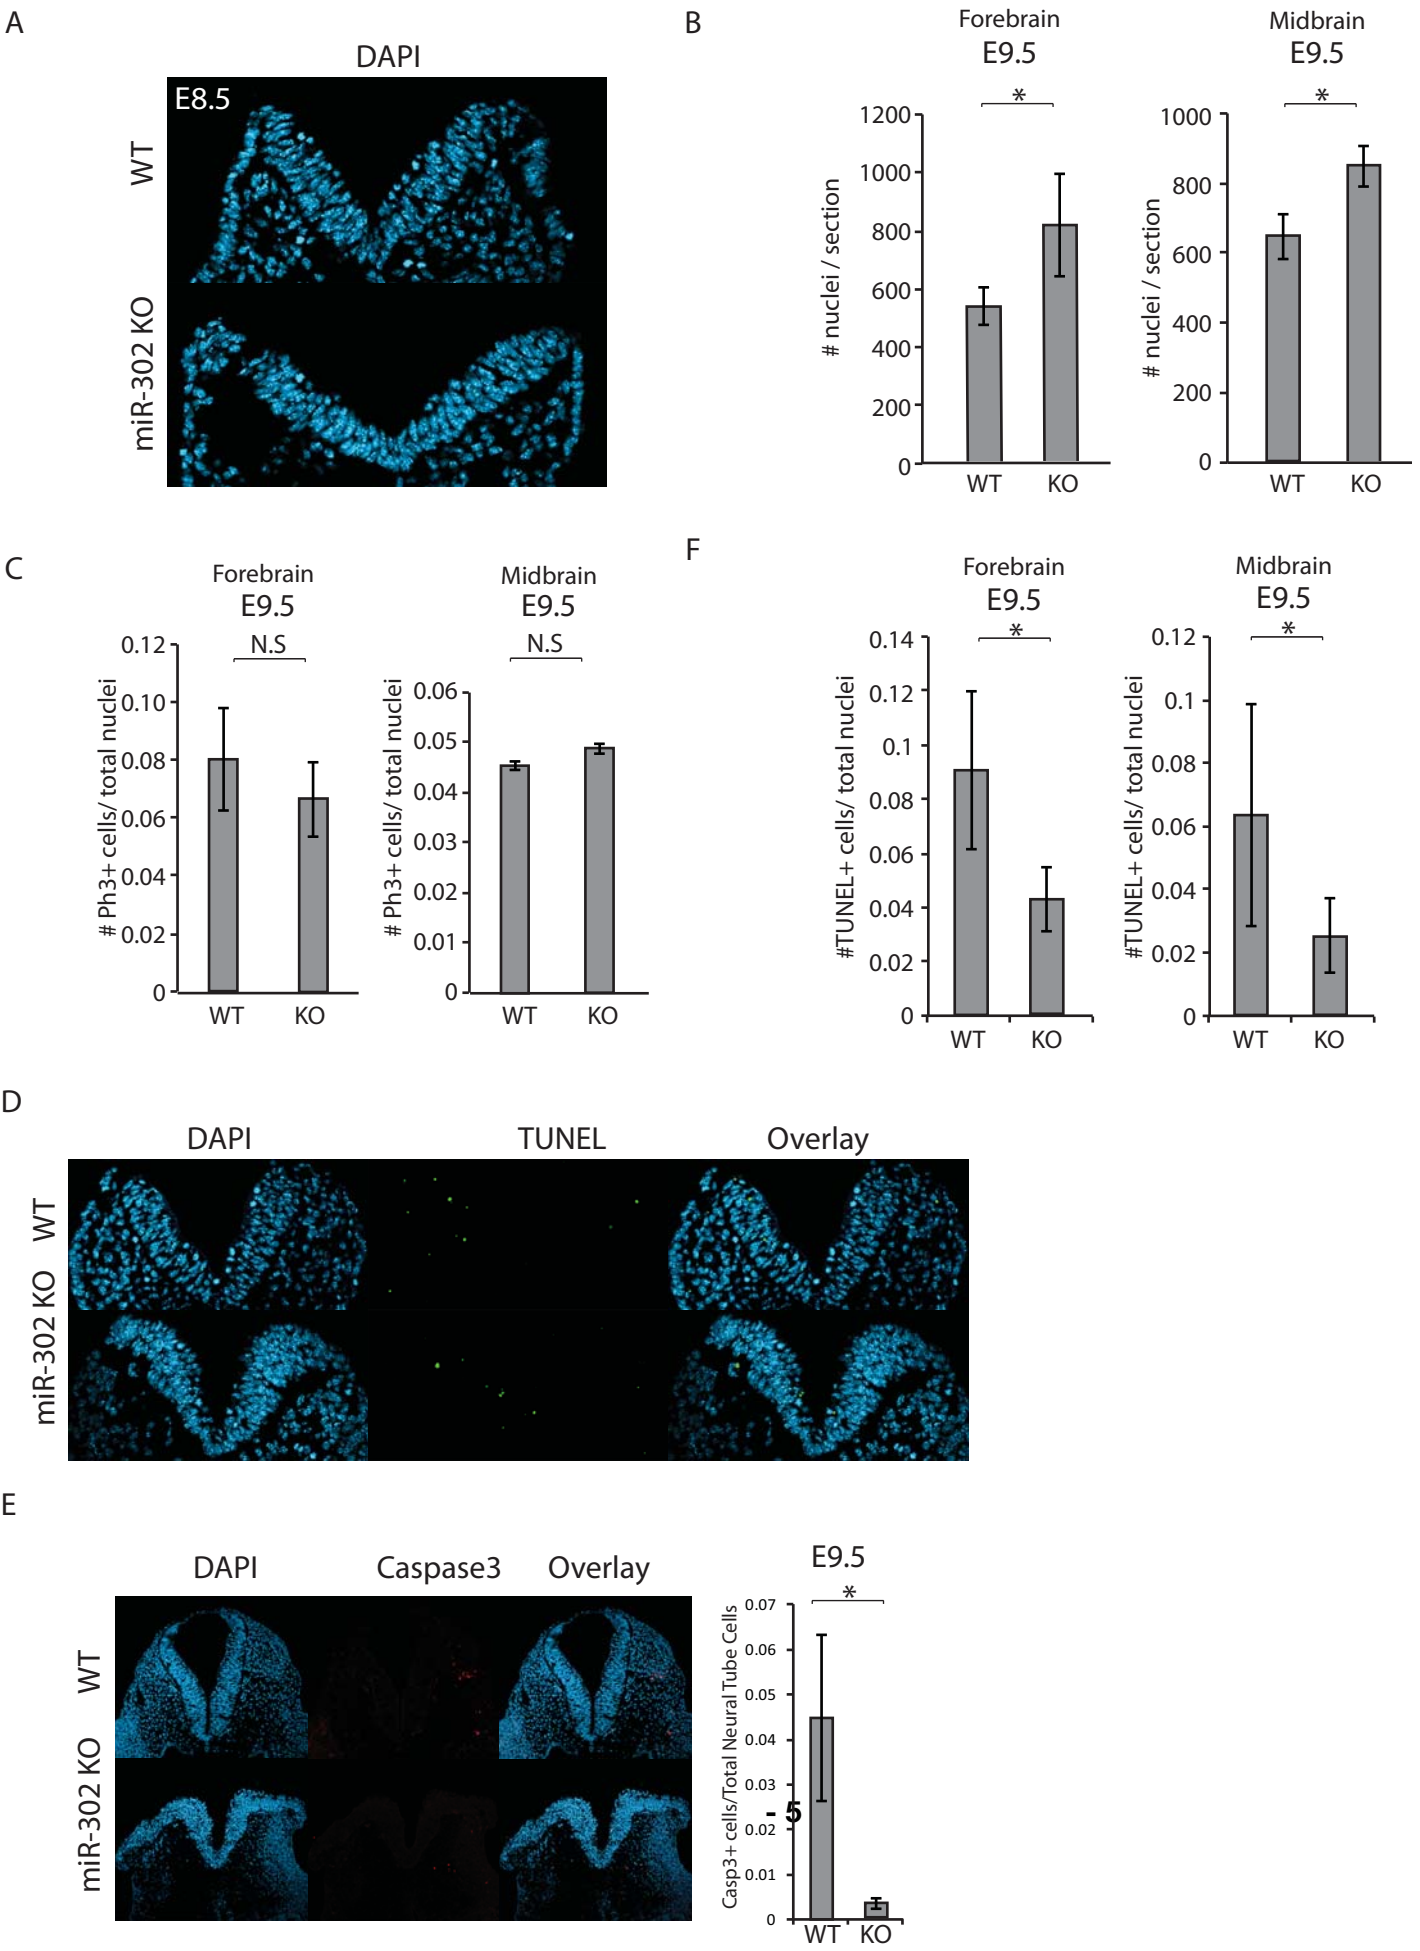 A
DAPI
E8.5
WT
miR-302 KO
B
Forebrain
E9.5
*
# nuclei / section
1200
1000
800
600
400
200
0
WT
KO
Midbrain
E9.5
*
# nuclei / section
1000
800
600
400
200
0
WT
KO
C
Forebrain
E9.5
N.S
# Ph3+ cells/ total nuclei
0.12
0.10
0.08
0.06
0.04
0.02
0
WT
KO
Midbrain
E9.5
N.S
# Ph3+ cells/ total nuclei
0.06
0.05
0.04
0.03
0.02
0.01
0
WT
KO
F
Forebrain
E9.5
*
#TUNEL+ cells/ total nuclei
0.14
0.12
0.1
0.08
0.06
0.04
0.02
0
WT
KO
Midbrain
E9.5
*
#TUNEL+ cells/ total nuclei
0.12
0.1
0.08
0.06
0.04
0.02
0
WT
KO
D
DAPI
TUNEL
Overlay
WT
miR-302 KO
E
DAPI
Caspase3
Overlay
WT
miR-302 KO
E9.5
*
Casp3+ cells/Total Neural Tube Cells
0.07
0.06
0.05
0.04
0.03
- 5
0.02
0.01
0
WT
KO